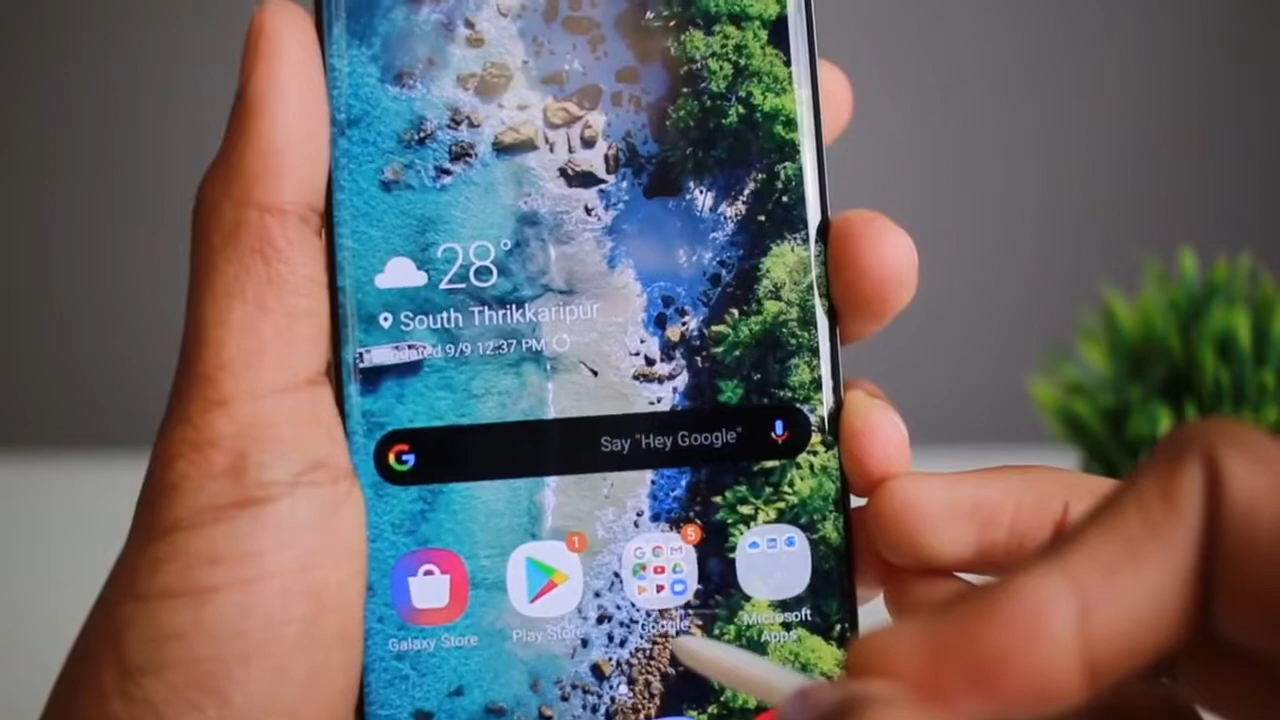 28°
South Thrikkaripur
Updated 9/9 12:37 PM
Say "Hey Google"
1
5
Galaxy Store
Play Store
Google
Microsoft
Apps